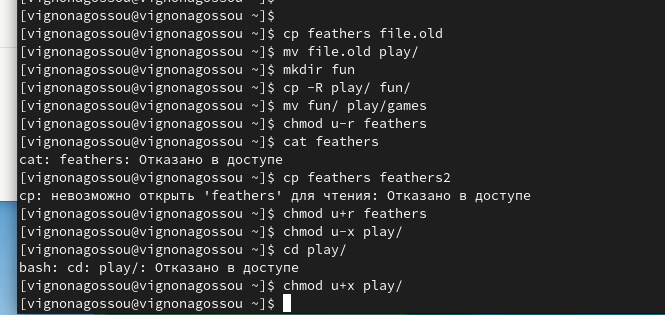 [vignonagossou@vignonagossou ~]$
[vignonagossou@vignonagossou ~]$ cp feathers file.old
[vignonagossou@vignonagossou ~]$ mv file.old play/
[vignonagossou@vignonagossou ~]$ mkdir fun
[vignonagossou@vignonagossou ~]$ cp -R play/ fun/
[vignonagossou@vignonagossou ~]$ mv fun/ play/games
[vignonagossou@vignonagossou ~]$ chmod u-r feathers
[vignonagossou@vignonagossou ~]$ cat feathers
cat: feathers: Отказано в доступе
[vignonagossou@vignonagossou ~]$ cp feathers feathers2
cp: невозможно открыть 'feathers' для чтения: Отказано в доступе
[vignonagossou@vignonagossou ~]$ chmod u+r feathers
[vignonagossou@vignonagossou ~]$ chmod u-x play/
[vignonagossou@vignonagossou ~]$ cd play/
bash: cd: play/: Отказано в доступе
[vignonagossou@vignonagossou ~]$ chmod u+x play/
[vignonagossou@vignonagossou ~]$